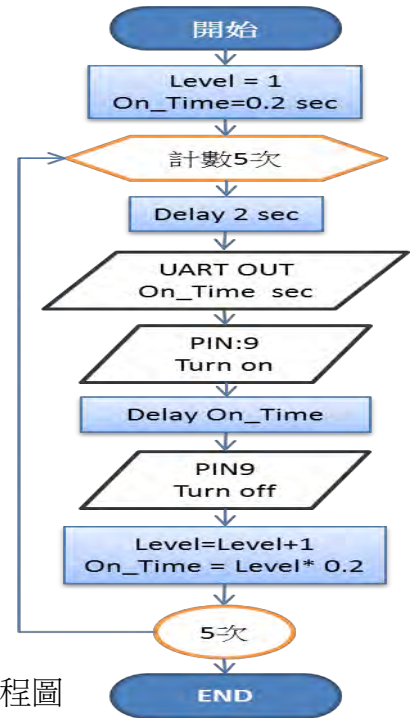 開始
Level = 1
On_Time=0.2 sec
計數5次
Delay 2 sec
UART OUT
On_Time sec
PIN:9
Turn on
Delay On_Time
PIN9
Turn off
Level=Level+1
On_Time = Level* 0.2
5次
程圖
END